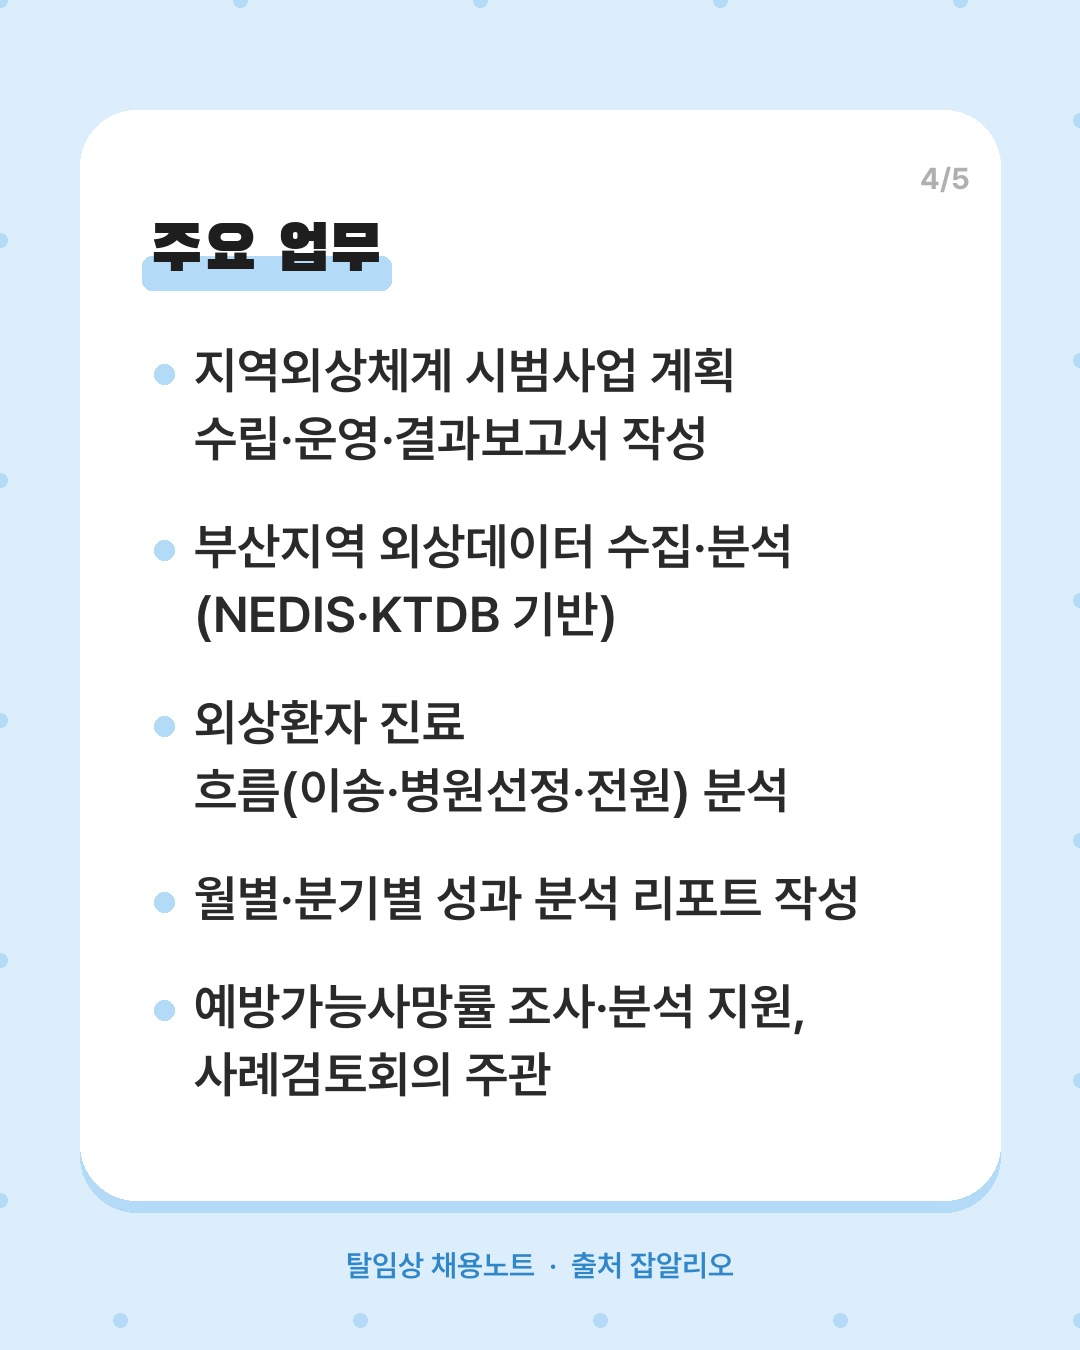 4/5
주요 업무
지역외상체계 시범사업 계획
수립·운영·결과보고서 작성
부산지역 외상데이터 수집·분석
(NEDIS·KTDB 기반)
외상환자 진료
흐름(이송·병원선정·전원) 분석
월별·분기별 성과 분석 리포트 작성
예방가능사망률 조사·분석 지원,
사례검토회의 주관
탈임상 채용노트 · 출처 잡알리오